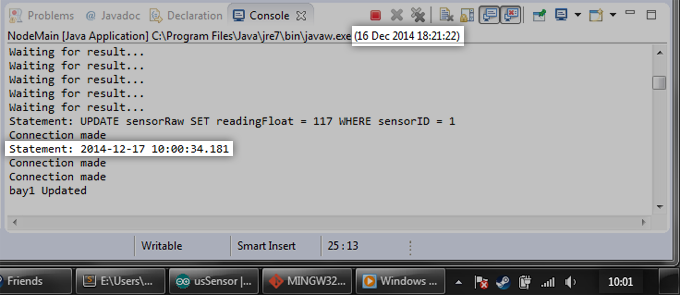 Problems @ Javadoc Declaration Console
NodeMain [Java Application] C:\Program Files\Java\jre7\bin\javaw.exe (16 Dec 2014 18:21:22)
Waiting for result...
Waiting for result...
Waiting for result...
Waiting for result...
Waiting for result...
Statement: UPDATE sensorRaw SET readingFloat = 117 WHERE sensorID = 1
Connection made
Statement: 2014-12-17 10:00:34.181
Connection made
Connection made
bay1 Updated
Writable Smart Insert 25 : 13
Friends E:\Users\... usSensor |... MINGW32... Windows ... 10:01